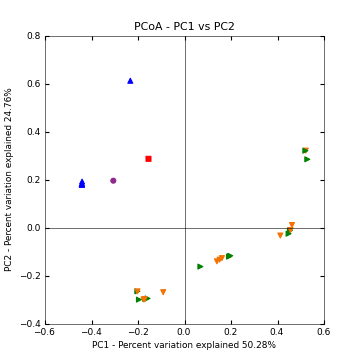 PCoA - PC1 vs PC2
PC2 - Percent variation explained 24.76%
0.8
0.6
0.4
0.2
0.0
−0.2
−0.4
−0.6 −0.4 −0.2 0.0 0.2 0.4 0.6
PC1 - Percent variation explained 50.28%